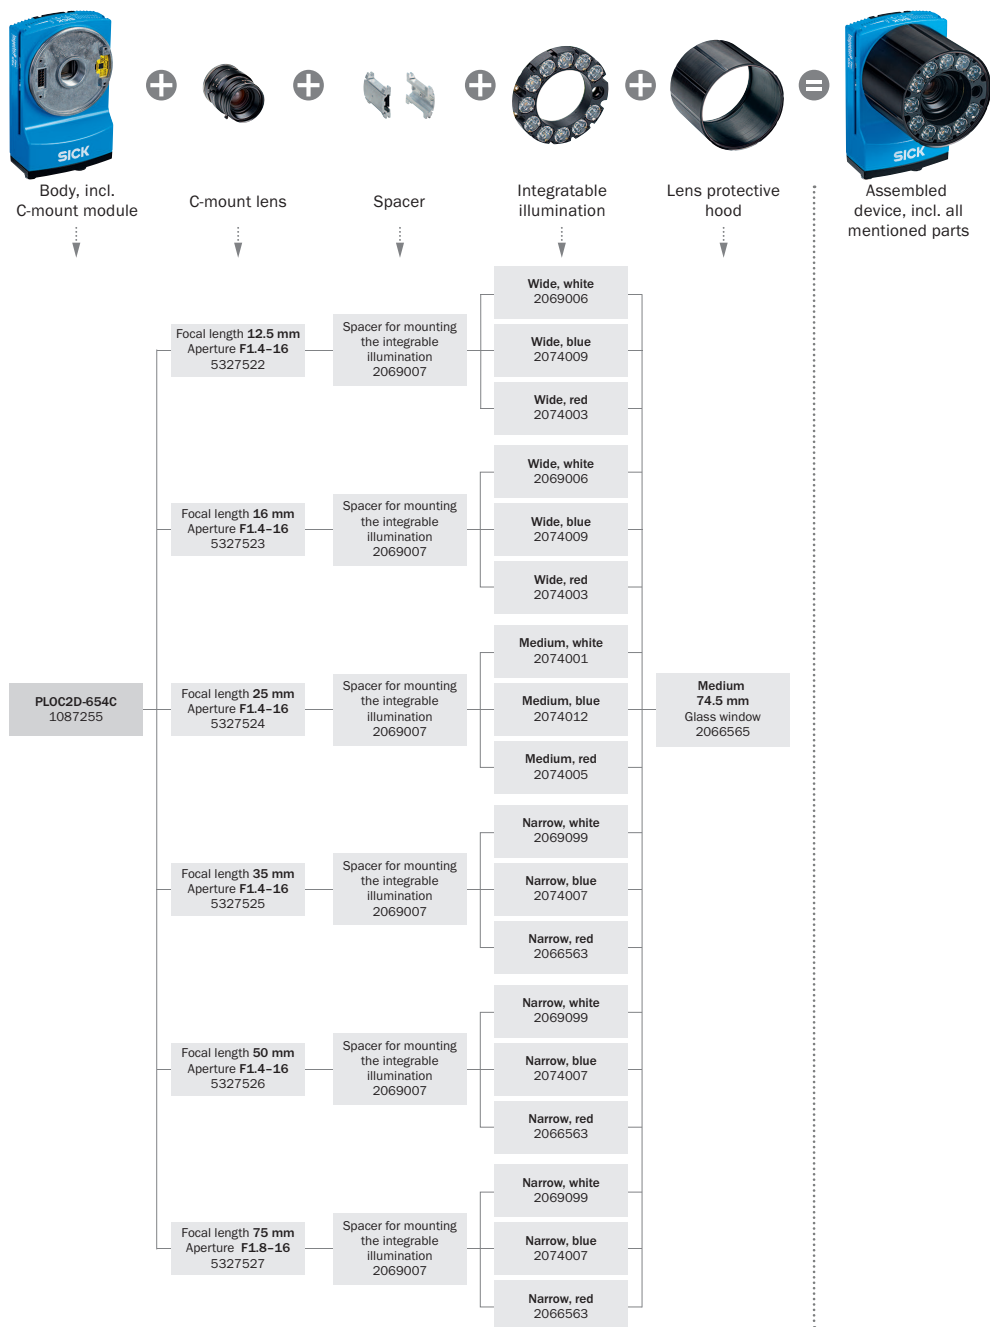 SICK
SICK
Body, incl.
C-mount module
C-mount lens
Spacer
Integratable
illumination
Lens protective
hood
Assembled
device, incl. all
mentioned parts
PLOC2D-654C
1087255
Focal length 12.5 mm
Aperture F1.4–16
5327522
Spacer for mounting
the integrable
illumination
2069007
Wide, white
2069006
Wide, blue
2074009
Wide, red
2074003
Focal length 16 mm
Aperture F1.4–16
5327523
Spacer for mounting
the integrable
illumination
2069007
Wide, white
2069006
Wide, blue
2074009
Wide, red
2074003
Focal length 25 mm
Aperture F1.4–16
5327524
Spacer for mounting
the integrable
illumination
2069007
Medium, white
2074001
Medium, blue
2074012
Medium, red
2074005
Medium
74.5 mm
Glass window
2066565
Focal length 35 mm
Aperture F1.4–16
5327525
Spacer for mounting
the integrable
illumination
2069007
Narrow, white
2069099
Narrow, blue
2074007
Narrow, red
2066563
Focal length 50 mm
Aperture F1.4–16
5327526
Spacer for mounting
the integrable
illumination
2069007
Narrow, white
2069099
Narrow, blue
2074007
Narrow, red
2066563
Focal length 75 mm
Aperture F1.8–16
5327527
Spacer for mounting
the integrable
illumination
2069007
Narrow, white
2069099
Narrow, blue
2074007
Narrow, red
2066563